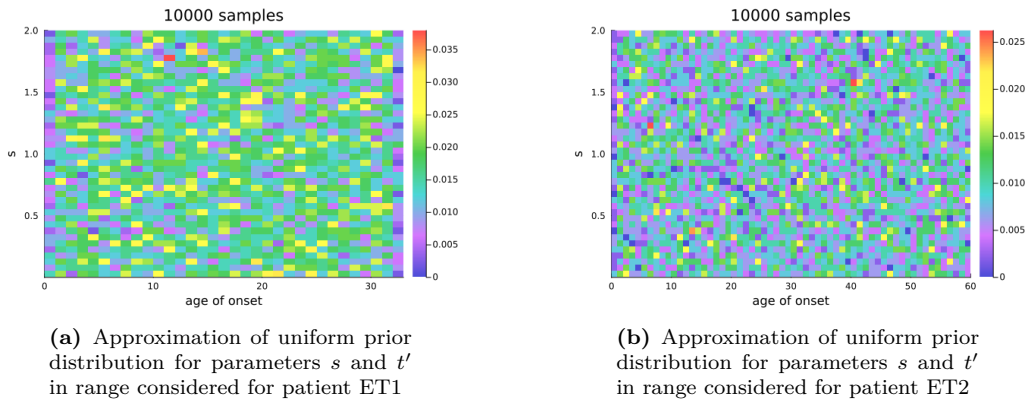 10000 samples
2.0
1.5
1.0
0.5
s
0
10
20
30
age of onset
0.035
0.030
0.025
0.020
0.015
0.010
0.005
0
(a) Approximation of uniform prior
distribution for parameters s and t′
in range considered for patient ET1
10000 samples
2.0
1.5
1.0
0.5
s
0
10
20
30
40
50
60
age of onset
0.025
0.020
0.015
0.010
0.005
0
(b) Approximation of uniform prior
distribution for parameters s and t′
in range considered for patient ET2